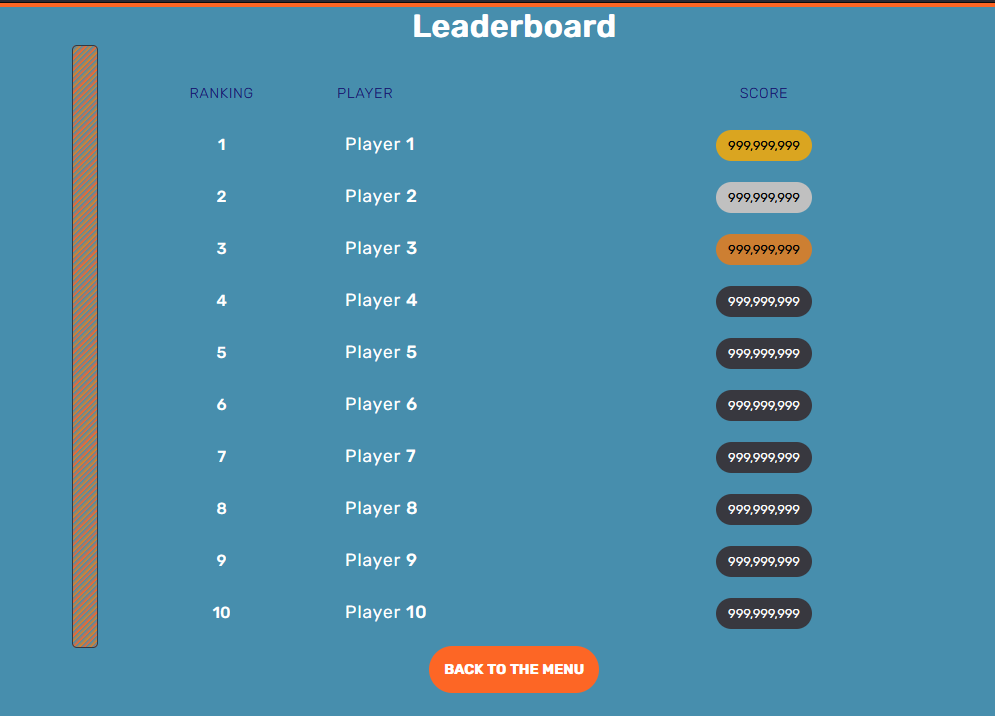 Leaderboard
RANKING PLAYER SCORE
1 Player 1 999,999,999
2 Player 2 999,999,999
3 Player 3 999,999,999
4 Player 4 999,999,999
5 Player 5 999,999,999
6 Player 6 999,999,999
7 Player 7 999,999,999
8 Player 8 999,999,999
9 Player 9 999,999,999
10 Player 10 999,999,999
BACK TO THE MENU